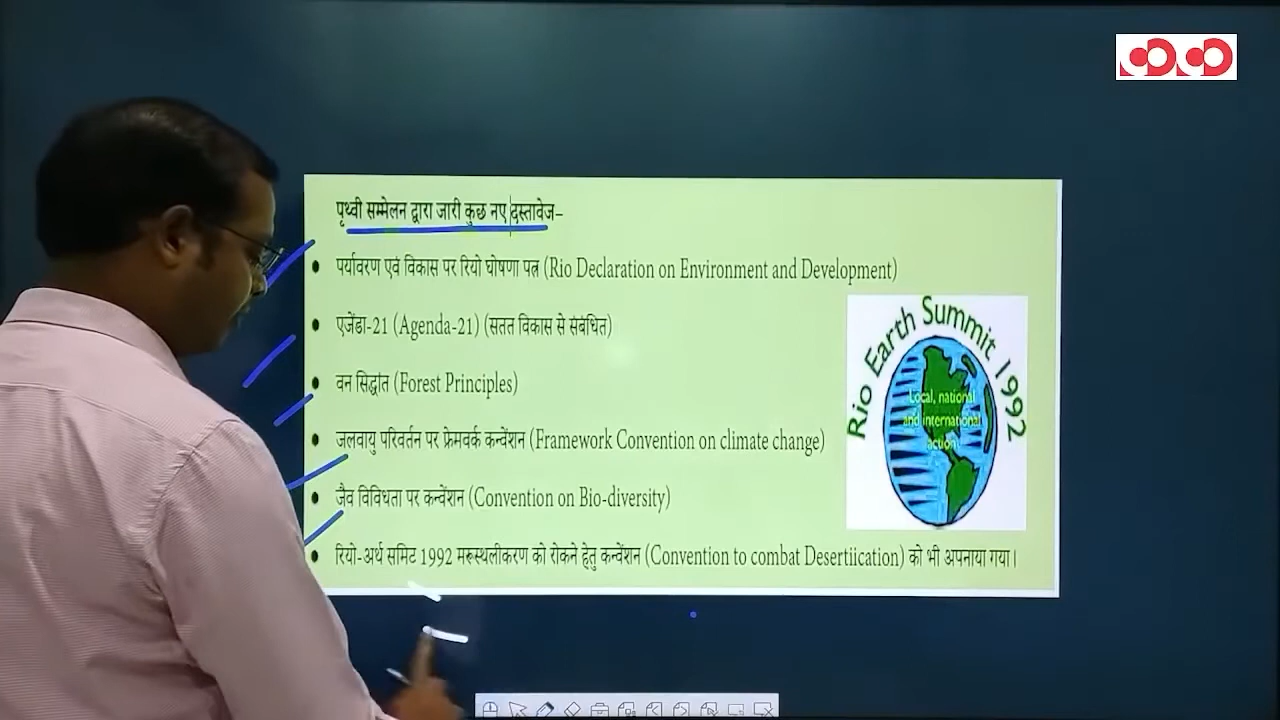 पृथ्वी सम्मेलन द्वारा जारी कुछ नए दस्तावेज–
• पर्यावरण एवं विकास पर रियो घोषणा पत्र (Rio Declaration on Environment and Development)
• एजेंडा-21 (Agenda-21) (सतत विकास से संबंधित)
• वन सिद्धांत (Forest Principles)
• जलवायु परिवर्तन पर फ्रेमवर्क कन्वेंशन (Framework Convention on climate change)
• जैव विविधता पर कन्वेंशन (Convention on Bio-diversity)
• रियो-अर्थ समिट 1992 मरूस्थलीकरण को रोकने हेतु कन्वेंशन (Convention to combat Desertiication) को भी अपनाया गया।
Rio Earth Summit 1992
Local, national
and international
action